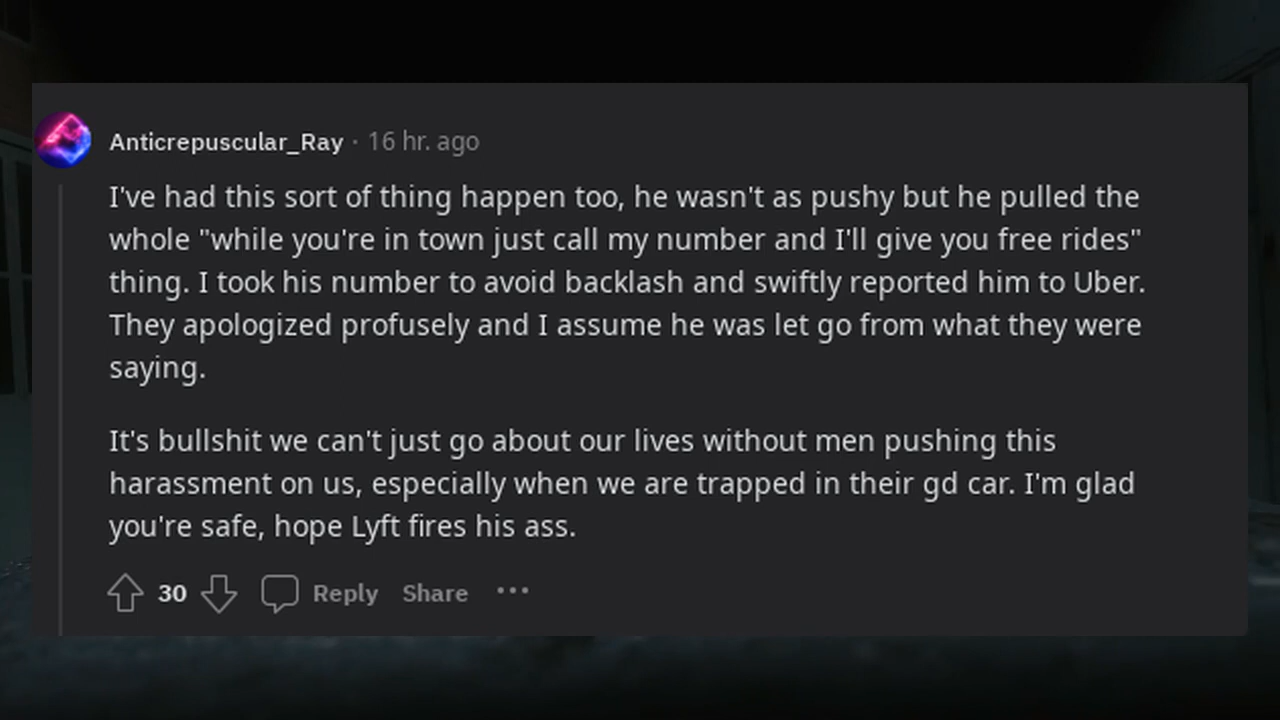 Anticrepuscular_Ray · 16 hr. ago
I've had this sort of thing happen too, he wasn't as pushy but he pulled the
whole "while you're in town just call my number and I'll give you free rides"
thing. I took his number to avoid backlash and swiftly reported him to Uber.
They apologized profusely and I assume he was let go from what they were
saying.
It's bullshit we can't just go about our lives without men pushing this
harassment on us, especially when we are trapped in their gd car. I'm glad
you're safe, hope Lyft fires his ass.
30 Reply Share ···